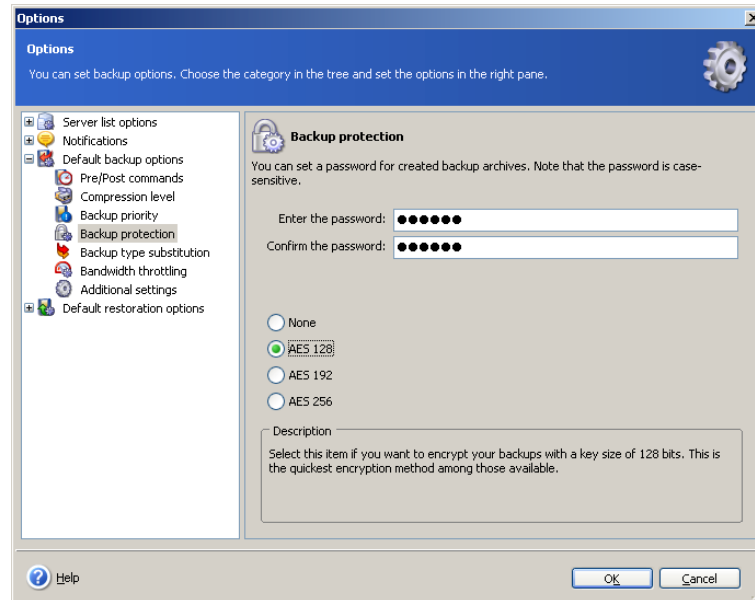 Options
Options
You can set backup options. Choose the category in the tree and set the options in the right pane.
Server list options
Notifications
Default backup options
Pre/Post commands
Compression level
Backup priority
Backup protection
Backup type substitution
Bandwidth throttling
Additional settings
Default restoration options
Backup protection
You can set a password for created backup archives. Note that the password is case-
sensitive.
Enter the password: ●●●●●●
Confirm the password: ●●●●●●
None
AES 128
AES 192
AES 256
Description
Select this item if you want to encrypt your backups with a key size of 128 bits. This is
the quickest encryption method among those available.
Help
OK
Cancel